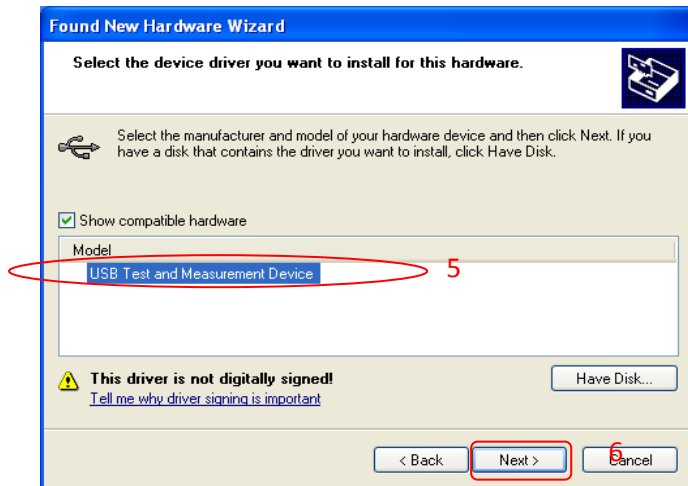 Found New Hardware Wizard
Select the device driver you want to install for this hardware.
Select the manufacturer and model of your hardware device and then click Next. If you
have a disk that contains the driver you want to install, click Have Disk.
Show compatible hardware
Model
USB Test and Measurement Device
5
This driver is not digitally signed!
Have Disk...
Tell me why driver signing is important
< Back
Next >
6
Cancel